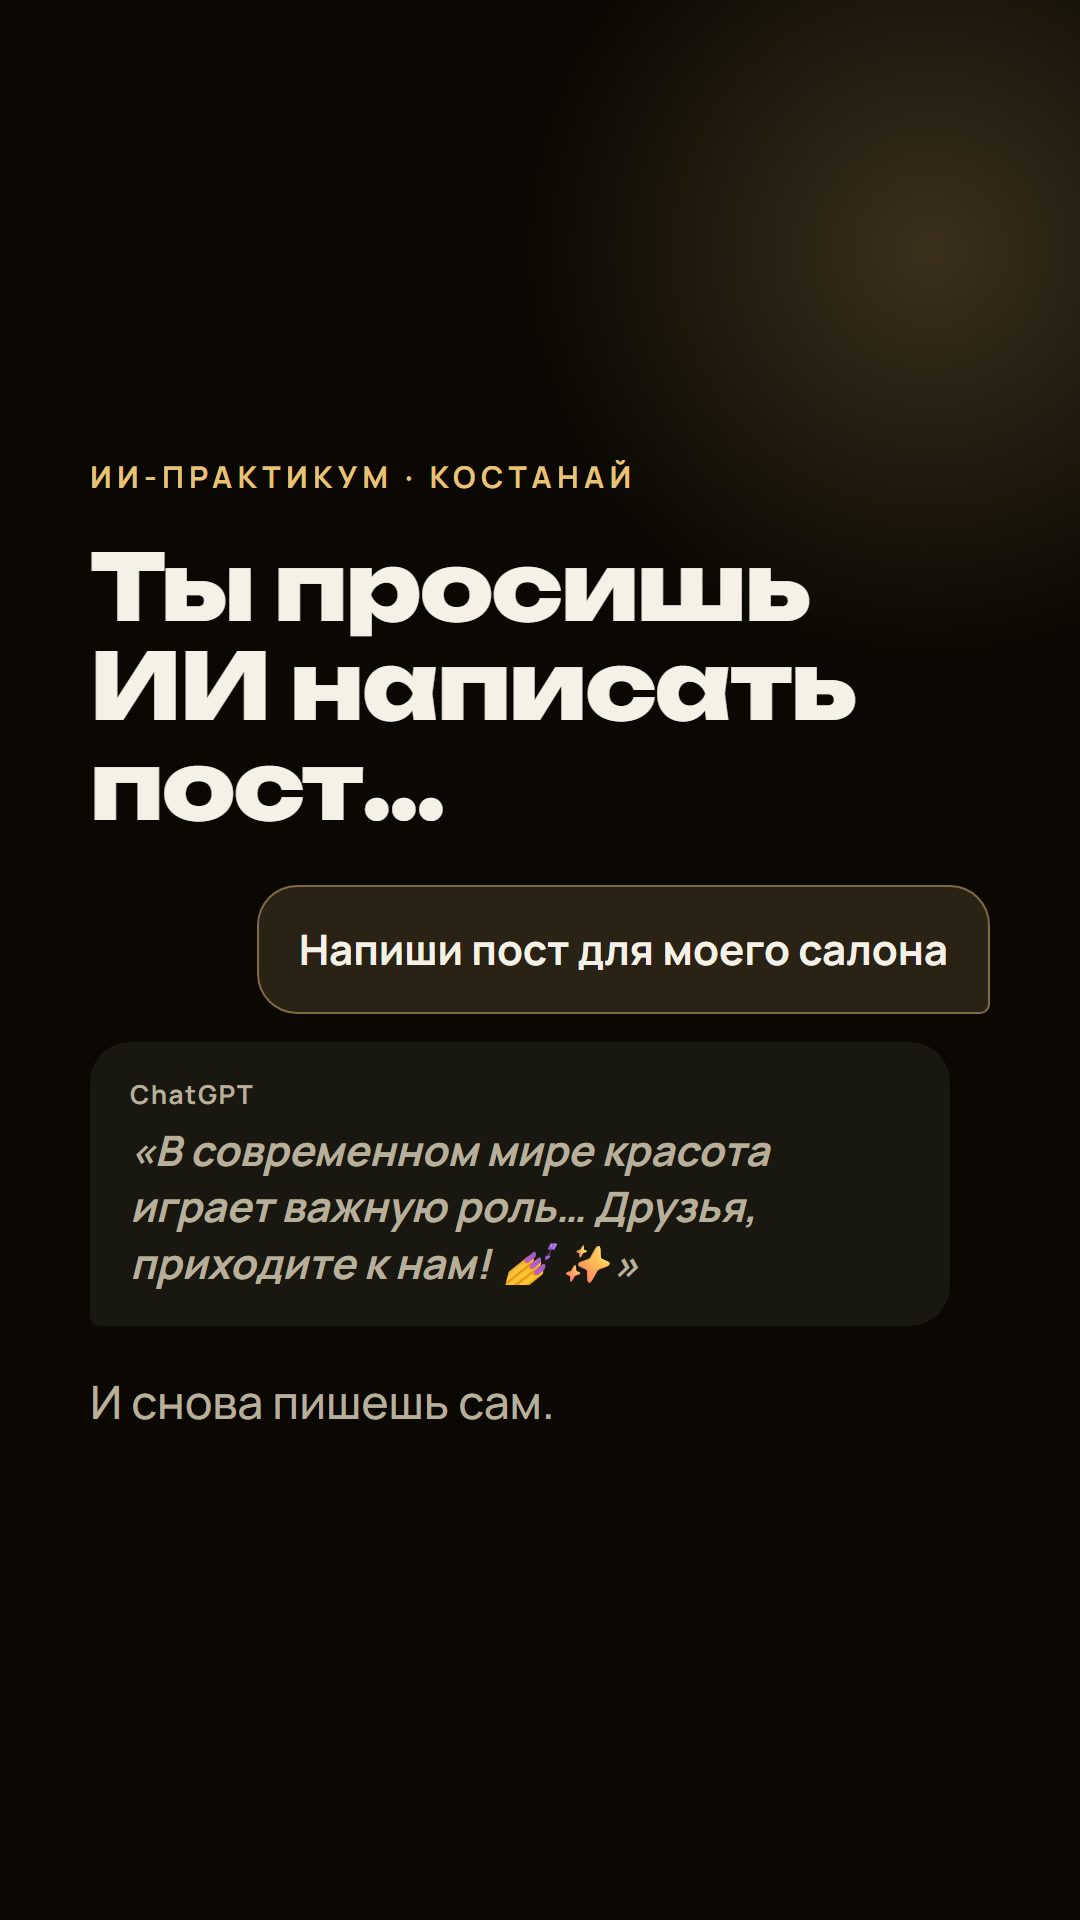 ИИ-ПРАКТИКУМ · КОСТАНАЙ
Ты просишь
ИИ написать
пост...
Напиши пост для моего салона
ChatGPT
«В современном мире красота
играет важную роль... Друзья,
приходите к нам! 💅 ✨»
И снова пишешь сам.